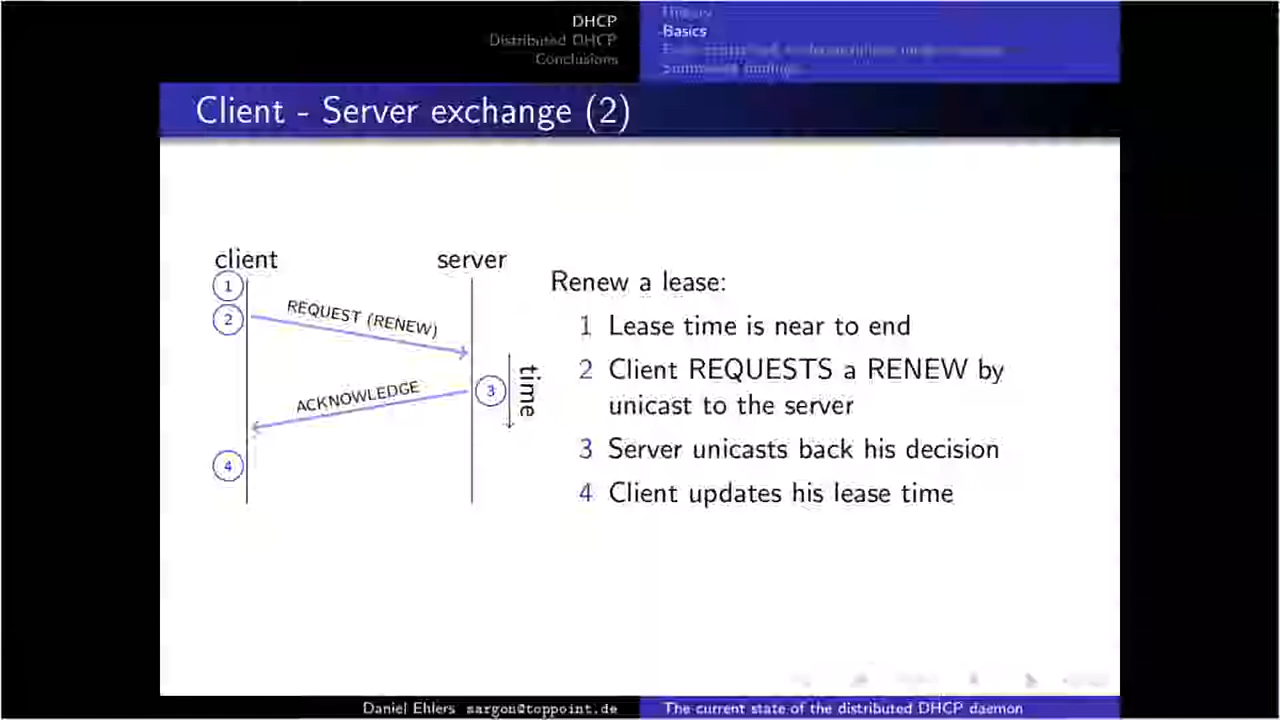 DHCP
Distributed DHCP
Conclusions
History
Basics
Client - Server exchange (2)
client
server
1
2
REQUEST (RENEW)
3
time
ACKNOWLEDGE
4
Renew a lease:
1 Lease time is near to end
2 Client REQUESTS a RENEW by
unicast to the server
3 Server unicasts back his decision
4 Client updates his lease time
Daniel Ehlers sargon@toppoint.de
The current state of the distributed DHCP daemon